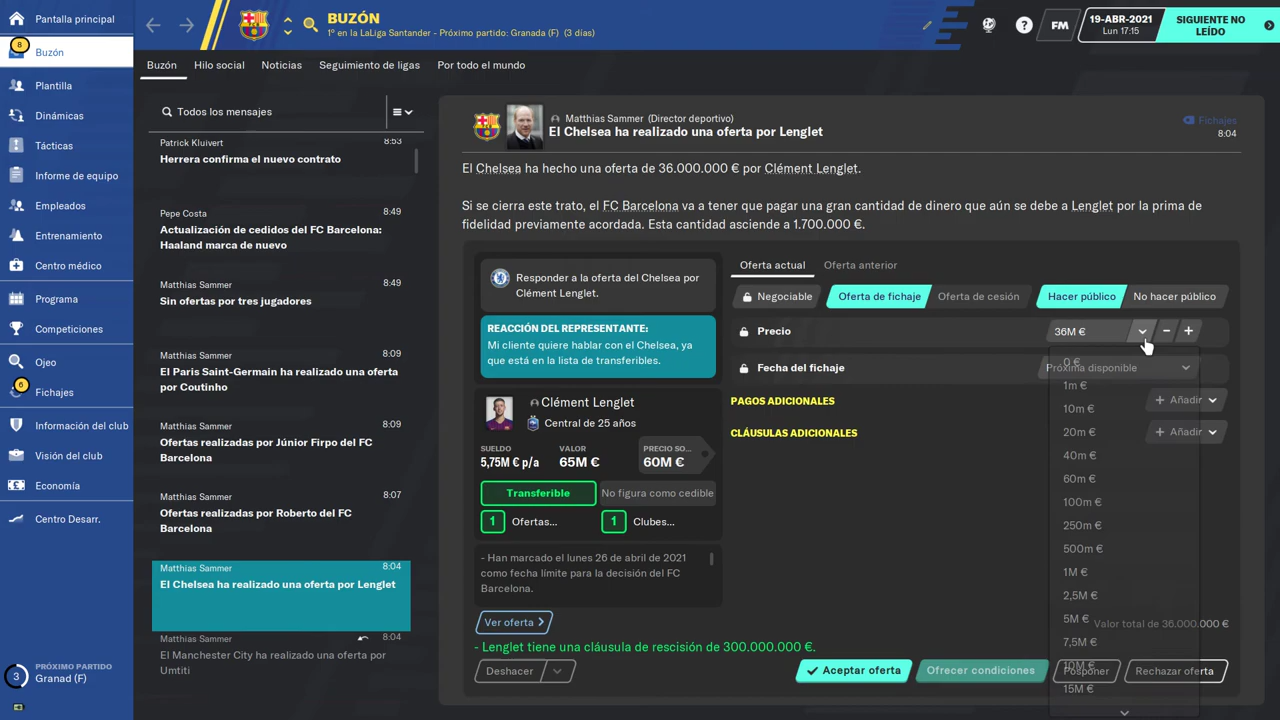 Pantalla principal
8
Buzón
Plantilla
Dinámicas
Tácticas
Informe de equipo
Empleados
Entrenamiento
Centro médico
Programa
Competiciones
Ojeo
6
Fichajes
Información del club
Visión del club
Economía
Centro Desarr.
3
PRÓXIMO PARTIDO
Granad (F)
BUZÓN
1º en la LaLiga Santander - Próximo partido: Granada (F) (3 días)
FM
19-ABR-2021
Lun 17:15
SIGUIENTE NO
LEÍDO
Buzón
Hilo social
Noticias
Seguimiento de ligas
Por todo el mundo
Todos los mensajes
Patrick Kluivert
8:53
Herrera confirma el nuevo contrato
Pepe Costa
8:49
Actualización de cedidos del FC Barcelona:
Haaland marca de nuevo
Matthias Sammer
8:49
Sin ofertas por tres jugadores
Matthias Sammer
8:09
El Paris Saint-Germain ha realizado una oferta
por Coutinho
Matthias Sammer
8:09
Ofertas realizadas por Júnior Firpo del FC
Barcelona
Matthias Sammer
8:07
Ofertas realizadas por Roberto del FC
Barcelona
Matthias Sammer
8:04
El Chelsea ha realizado una oferta por Lenglet
Matthias Sammer
8:04
El Manchester City ha realizado una oferta por
Umtiti
Matthias Sammer (Director deportivo)
El Chelsea ha realizado una oferta por Lenglet
Fichajes
8:04
El Chelsea ha hecho una oferta de 36.000.000 € por Clément Lenglet.
Si se cierra este trato, el FC Barcelona va a tener que pagar una gran cantidad de dinero que aún se debe a Lenglet por la prima de
fidelidad previamente acordada. Esta cantidad asciende a 1.700.000 €.
Responder a la oferta del Chelsea por
Clément Lenglet.
REACCIÓN DEL REPRESENTANTE:
Mi cliente quiere hablar con el Chelsea, ya
que está en la lista de transferibles.
Clément Lenglet
Central de 25 años
SUELDO
VALOR
PRECIO SO...
5,75M € p/a
65M €
60M €
Transferible
No figura como cedible
1
Ofertas...
1
Clubes...
- Han marcado el lunes 26 de abril de 2021
como fecha límite para la decisión del FC
Barcelona.
Ver oferta
- Lenglet tiene una cláusula de rescisión de 300.000.000 €.
Deshacer
Oferta actual
Oferta anterior
Negociable
Oferta de fichaje
Oferta de cesión
Hacer público
No hacer público
Precio
36M €
Fecha del fichaje
Próxima disponible
PAGOS ADICIONALES
+ Añadir
CLÁUSULAS ADICIONALES
+ Añadir
0 €
1m €
10m €
20m €
40m €
60m €
100m €
250m €
500m €
1M €
2,5M €
5M €
7,5M €
10M €
15M €
Valor total de 36.000.000 €
Aceptar oferta
Ofrecer condiciones
Posponer
Rechazar oferta